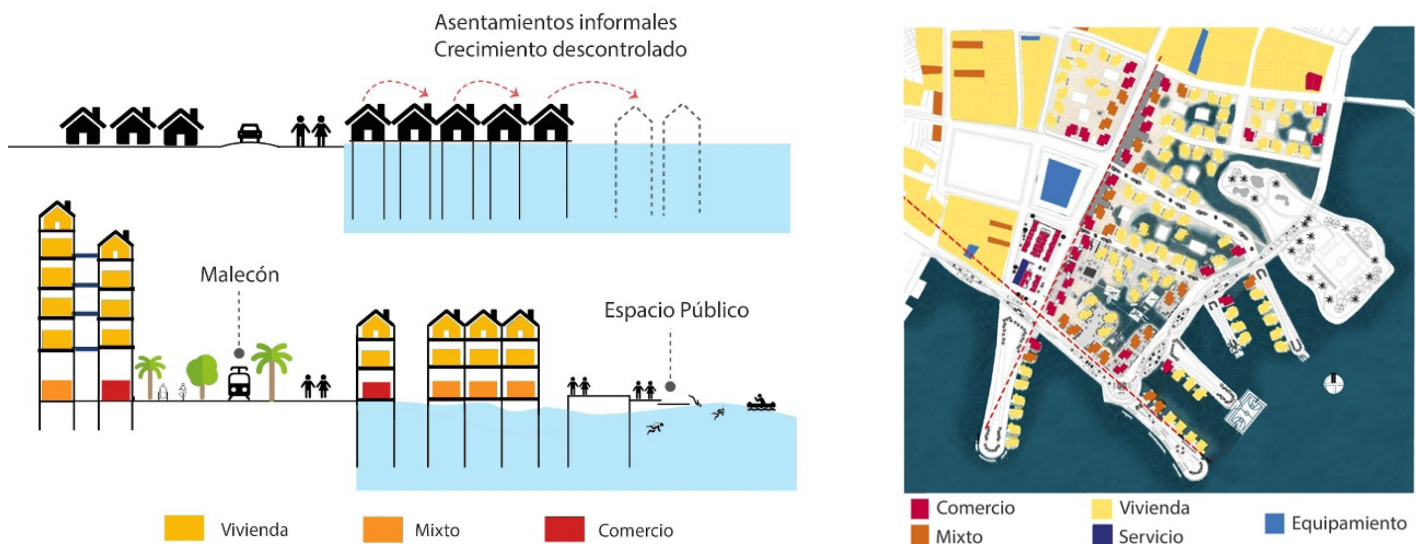 Asentamientos informales
Crecimiento descontrolado
Malecón
Espacio Público
Vivienda
Mixto
Comercio
Comercio
Vivienda
Equipamiento
Mixto
Servicio